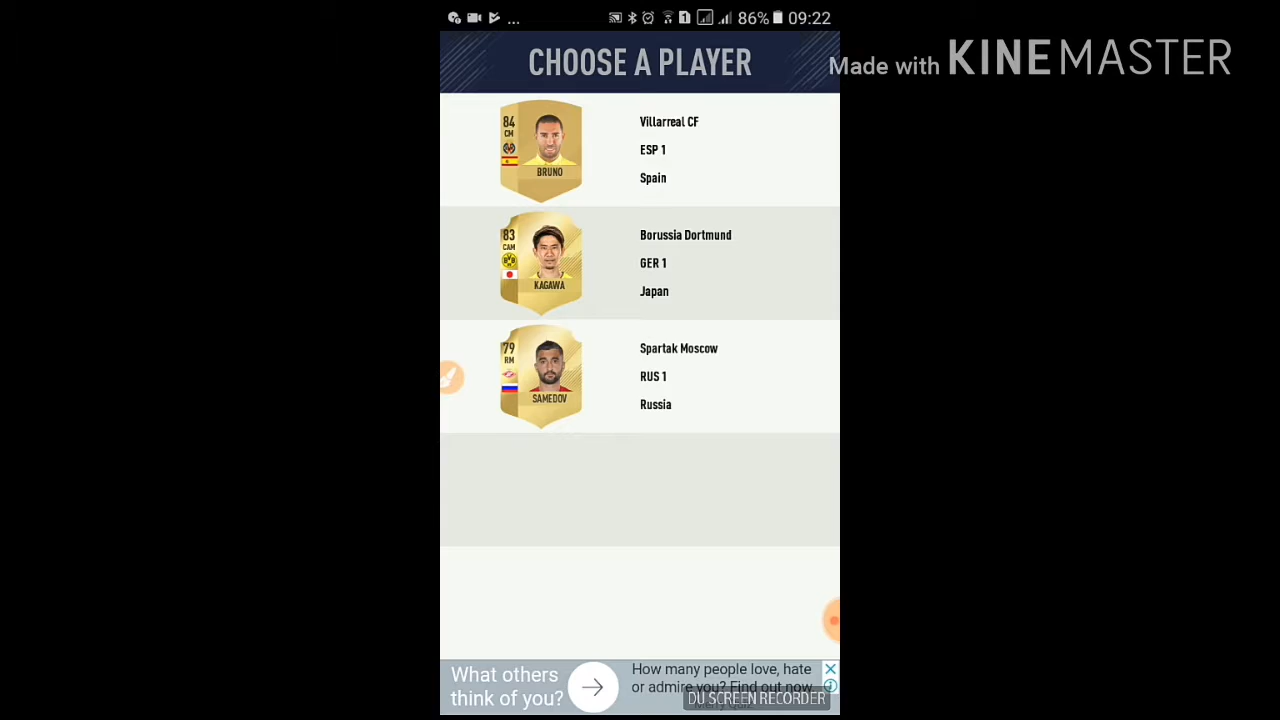 ... 1 86% 09:22
CHOOSE A PLAYER
Made with KINEMASTER
84
CM
BRUNO
Villarreal CF
ESP 1
Spain
83
CAM
KAGAWA
Borussia Dortmund
GER 1
Japan
79
RM
SAMEDOV
Spartak Moscow
RUS 1
Russia
What others
think of you?
How many people love, hate
or admire you? Find out now.
DU SCREEN RECORDER